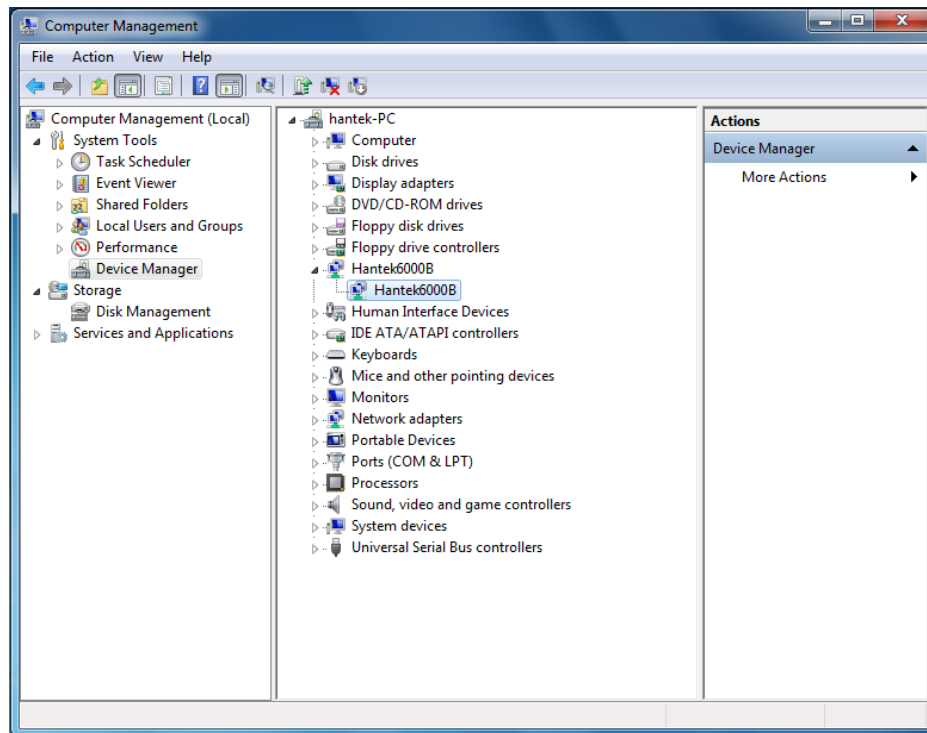 Computer Management
File Action View Help
Computer Management (Local)
System Tools
Task Scheduler
Event Viewer
Shared Folders
Local Users and Groups
Performance
Device Manager
Storage
Disk Management
Services and Applications
hantek-PC
Computer
Disk drives
Display adapters
DVD/CD-ROM drives
Floppy disk drives
Floppy drive controllers
Hantek6000B
Hantek6000B
Human Interface Devices
IDE ATA/ATAPI controllers
Keyboards
Mice and other pointing devices
Monitors
Network adapters
Portable Devices
Ports (COM & LPT)
Processors
Sound, video and game controllers
System devices
Universal Serial Bus controllers
Actions
Device Manager
More Actions